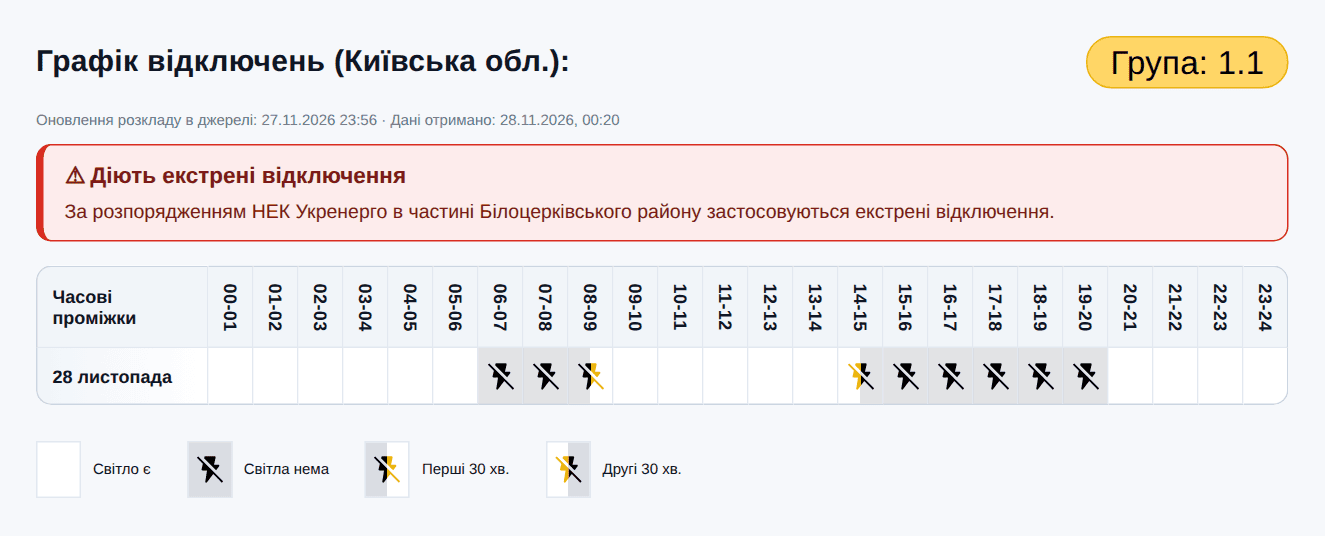 Графік відключень (Київська обл.):
Група: 1.1
Оновлення розкладу в джерелі: 27.11.2026 23:56 · Дані отримано: 28.11.2026, 00:20
⚠ Діють екстрені відключення
За розпорядженням НЕК Укренерго в частині Білоцерківського району застосовуються екстрені відключення.
Часові
проміжки
00-01
01-02
02-03
03-04
04-05
05-06
06-07
07-08
08-09
09-10
10-11
11-12
12-13
13-14
14-15
15-16
16-17
17-18
18-19
19-20
20-21
21-22
22-23
23-24
28 листопада
Світло є
Світла нема
Перші 30 хв.
Другі 30 хв.